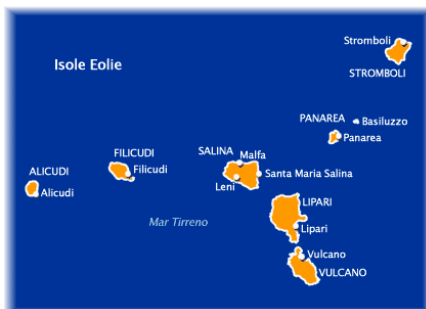 Stromboli
Isole Eolie
STROMBOLI
PANAREA
Basiluzzo
Panarea
FILICUDI
SALINA
Malfa
ALICUDI
Filicudi
Santa Maria Salina
Leni
Alicudi
LIPARI
Mar Tirreno
Lipari
Vulcano
VULCANO